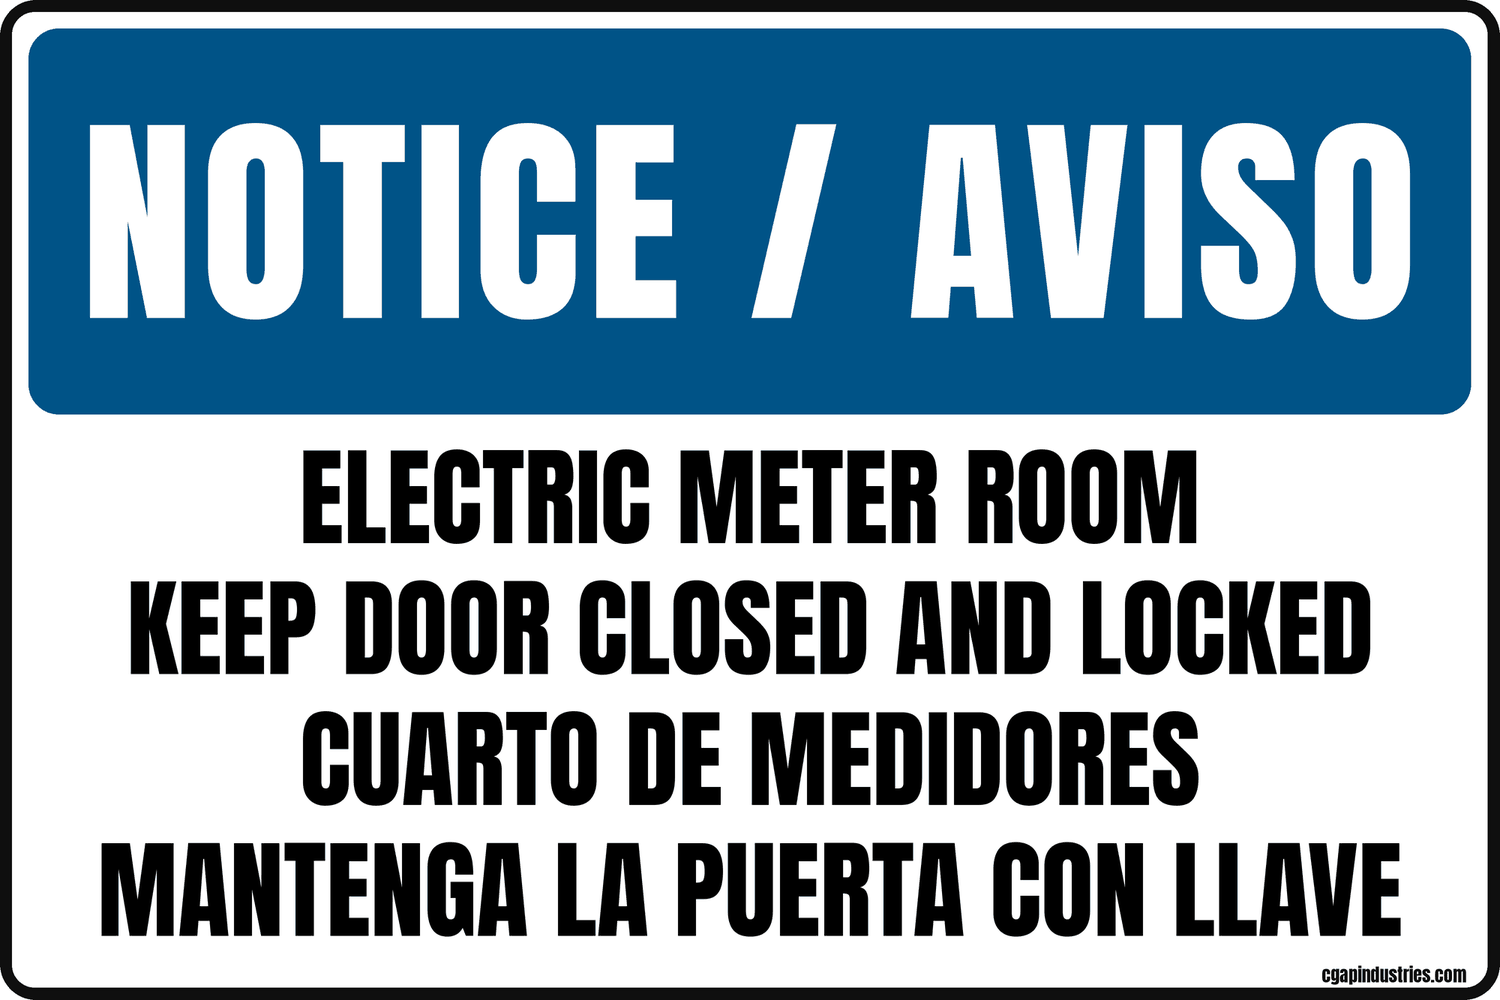 NOTICE / AVISO
ELECTRIC METER ROOM
KEEP DOOR CLOSED AND LOCKED
CUARTO DE MEDIDORES
MANTENGA LA PUERTA CON LLAVE
cgapindustries.com